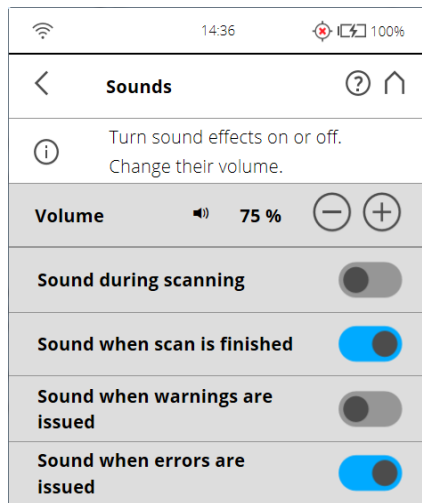 14:36 100%
Sounds
Turn sound effects on or off.
Change their volume.
Volume 75 %
Sound during scanning
Sound when scan is finished
Sound when warnings are
issued
Sound when errors are
issued